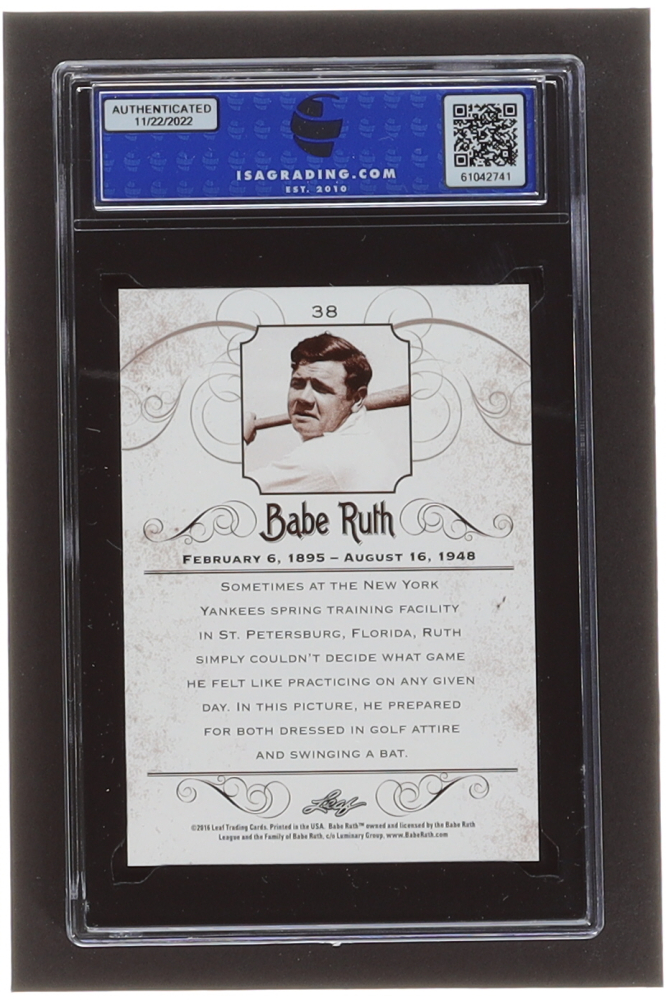 AUTHENTICATED
11/22/2022
ISAGRADING.COM
EST. 2010
61042741
38
Babe Ruth
FEBRUARY 6, 1895 – AUGUST 16, 1948
SOMETIMES AT THE NEW YORK
YANKEES SPRING TRAINING FACILITY
IN ST. PETERSBURG, FLORIDA, RUTH
SIMPLY COULDN'T DECIDE WHAT GAME
HE FELT LIKE PRACTICING ON ANY GIVEN
DAY. IN THIS PICTURE, HE PREPARED
FOR BOTH DRESSED IN GOLF ATTIRE
AND SWINGING A BAT.
Leaf
©2016 Leaf Trading Cards. Printed in the USA. Babe Ruth™ owned and licensed by the Babe Ruth
League and the Family of Babe Ruth, c/o Luminary Group, www.BabeRuth.com